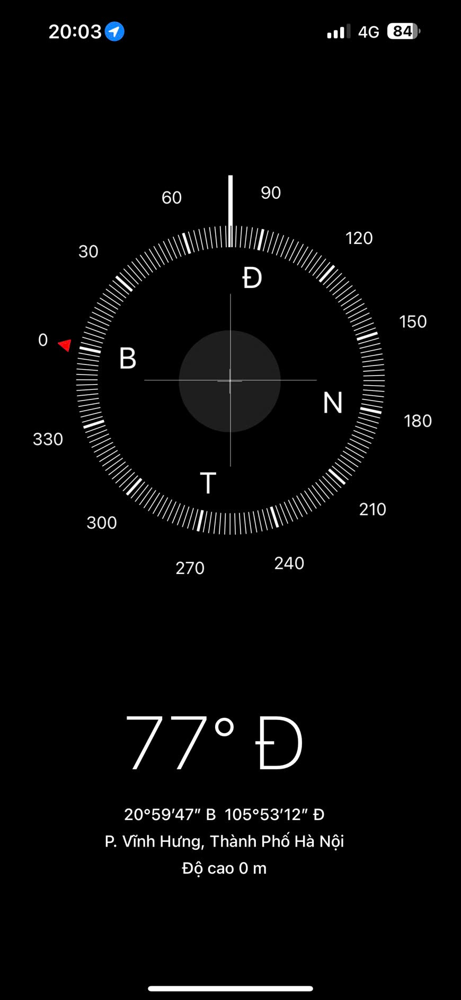 20:03 4G 84
60 90
30 120
0 150
Đ
B
N
T
330 180
300 210
270 240
77° Đ
20°59′47″ B 105°53′12″ Đ
P. Vĩnh Hưng, Thành Phố Hà Nội
Độ cao 0 m